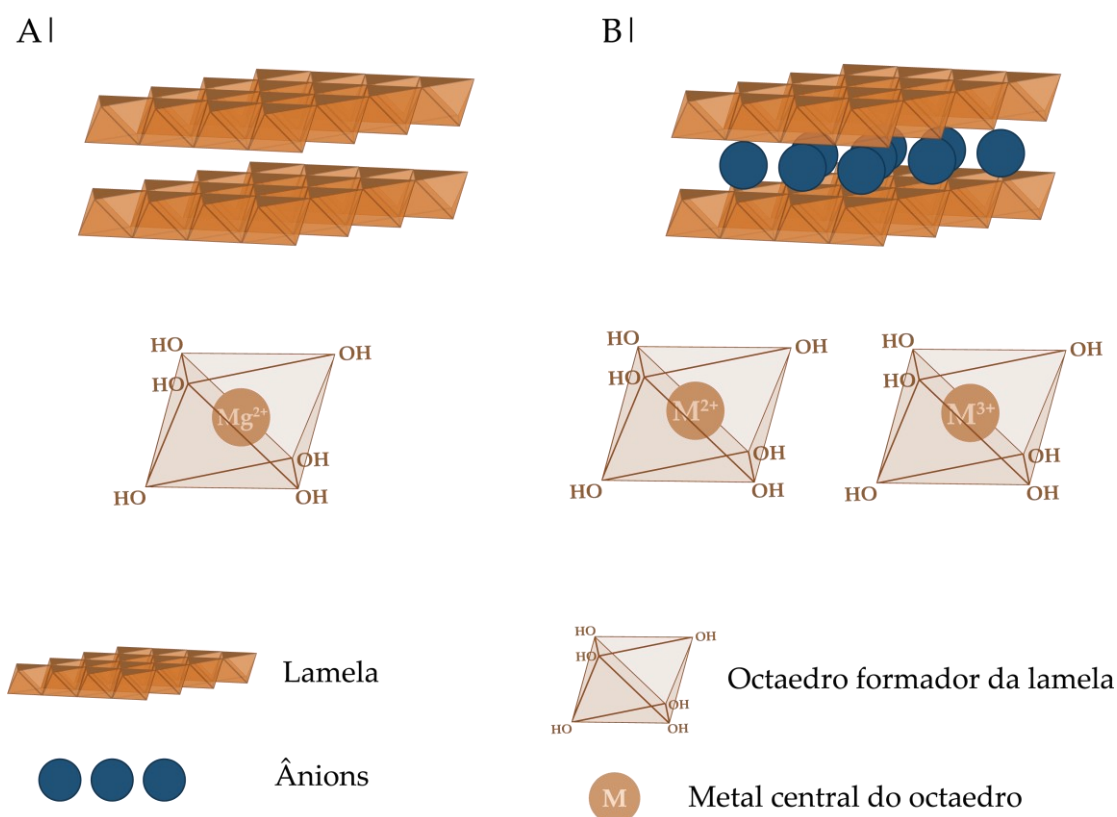 A|
B|
HO
OH
HO
Mg²⁺
OH
HO
OH
HO
OH
HO
M²⁺
OH
HO
OH
HO
OH
HO
M³⁺
OH
HO
OH
Lamela
HO
OH
HO
OH
HO
OH
Octaedro formador da lamela
Ânions
M
Metal central do octaedro